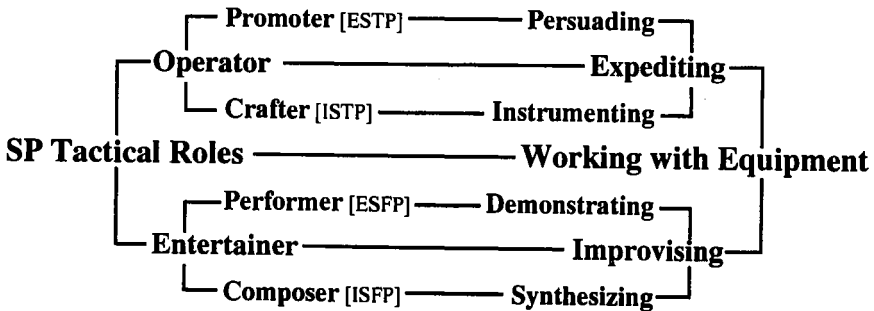 Promoter [ESTP] Persuading
Operator Expediting
Crafter [ISTP] Instrumenting
SP Tactical Roles Working with Equipment
Performer [ESFP] Demonstrating
Entertainer Improvising
Composer [ISFP] Synthesizing